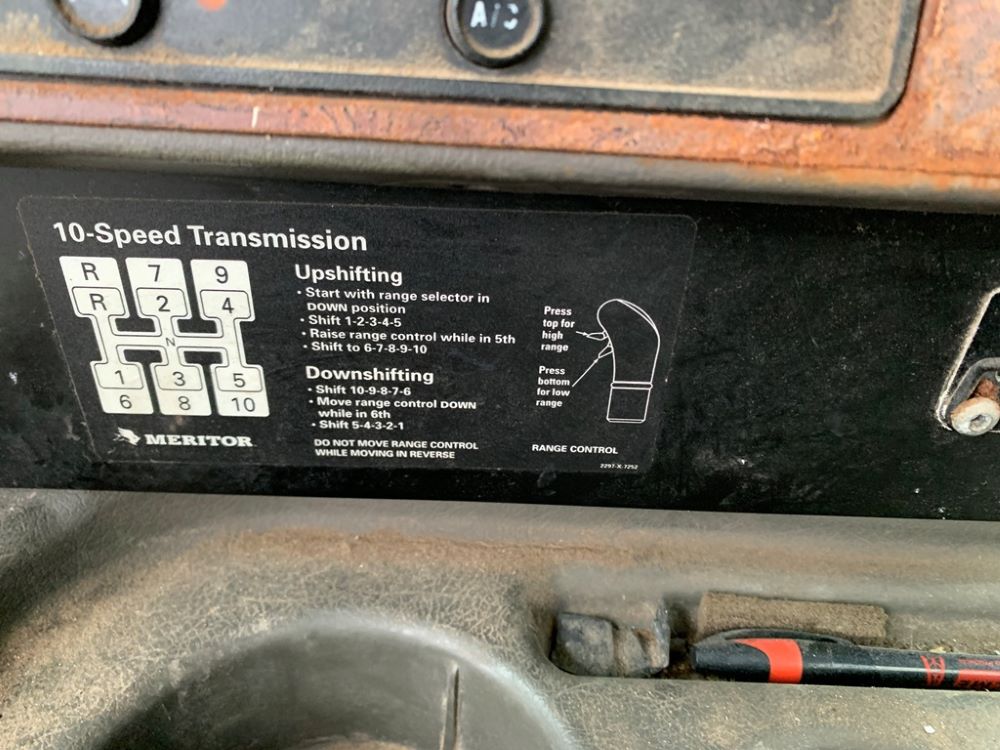 A/C
10-Speed Transmission
R 7 9
R 2 4
N
1 3 5
6 8 10
MERITOR
Upshifting
• Start with range selector in
DOWN position
• Shift 1-2-3-4-5
• Raise range control while in 5th
• Shift to 6-7-8-9-10
Downshifting
• Shift 10-9-8-7-6
• Move range control DOWN
while in 6th
• Shift 5-4-3-2-1
DO NOT MOVE RANGE CONTROL
WHILE MOVING IN REVERSE
Press
top for
high
range
Press
bottom
for low
range
RANGE CONTROL
2297-X-7252